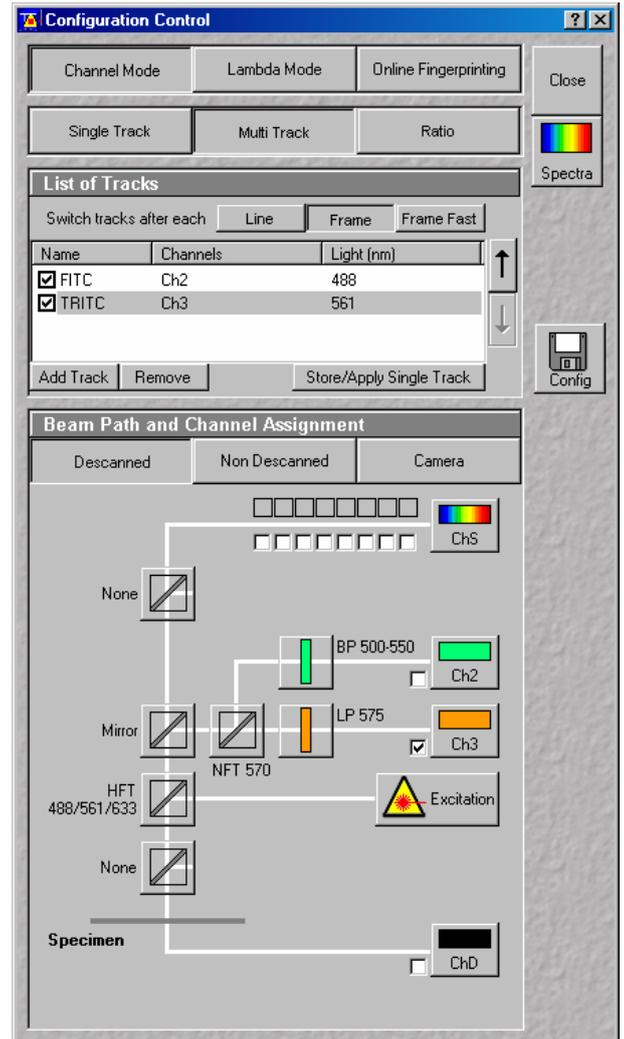 Configuration Control
Channel Mode Lambda Mode Online Fingerprinting
Close
Single Track Multi Track Ratio
Spectra
List of Tracks
Switch tracks after each Line Frame Frame Fast
Name Channels Light (nm)
FITC Ch2 488
TRITC Ch3 561
Add Track Remove Store/Apply Single Track
Config
Beam Path and Channel Assignment
Descanned Non Descanned Camera
ChS
None
BP 500-550
Ch2
LP 575
Mirror
Ch3
NFT 570
HFT
488/561/633
Excitation
None
Specimen
ChD